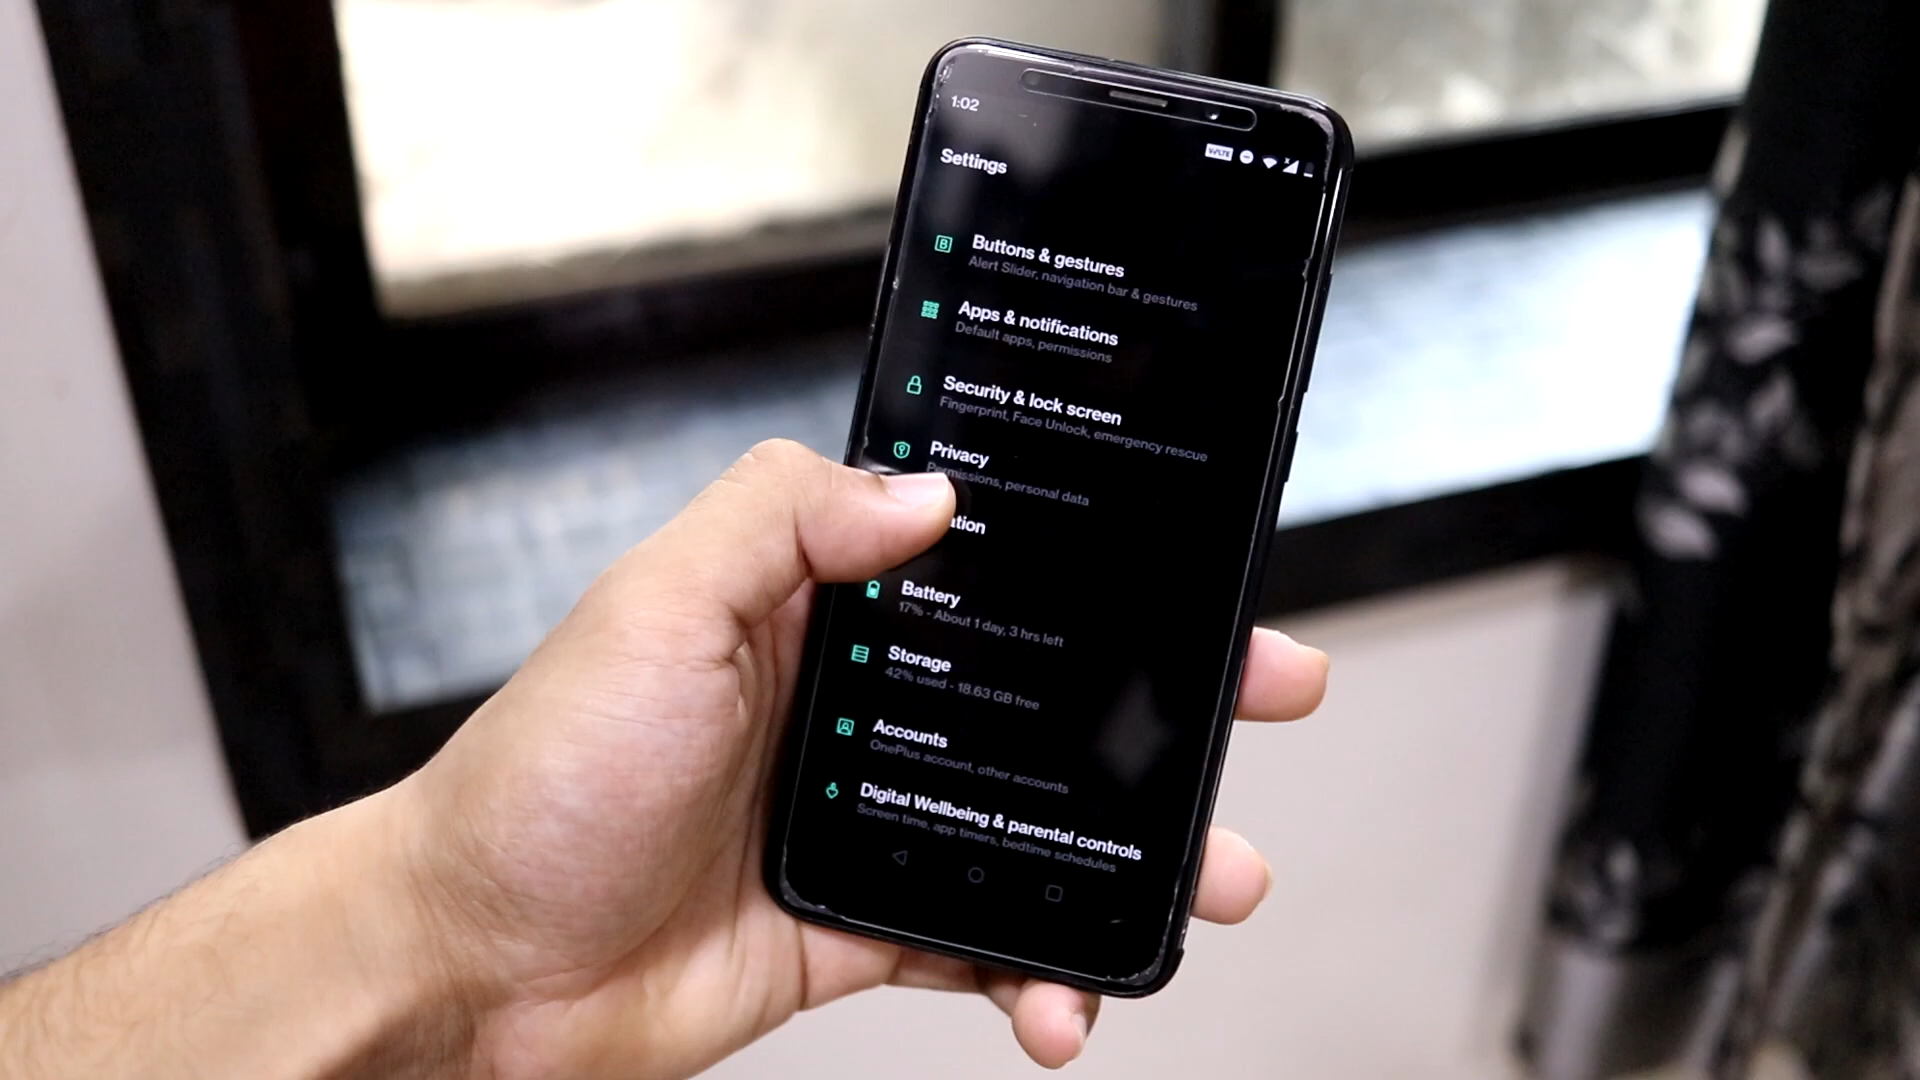 1:02
VoLTE
Settings
Buttons & gestures
Alert Slider, navigation bar & gestures
Apps & notifications
Default apps, permissions
Security & lock screen
Fingerprint, Face Unlock, emergency rescue
Privacy
Permissions, personal data
ation
Battery
17% - About 1 day, 3 hrs left
Storage
42% used - 18.63 GB free
Accounts
OnePlus account, other accounts
Digital Wellbeing & parental controls
Screen time, app timers, bedtime schedules